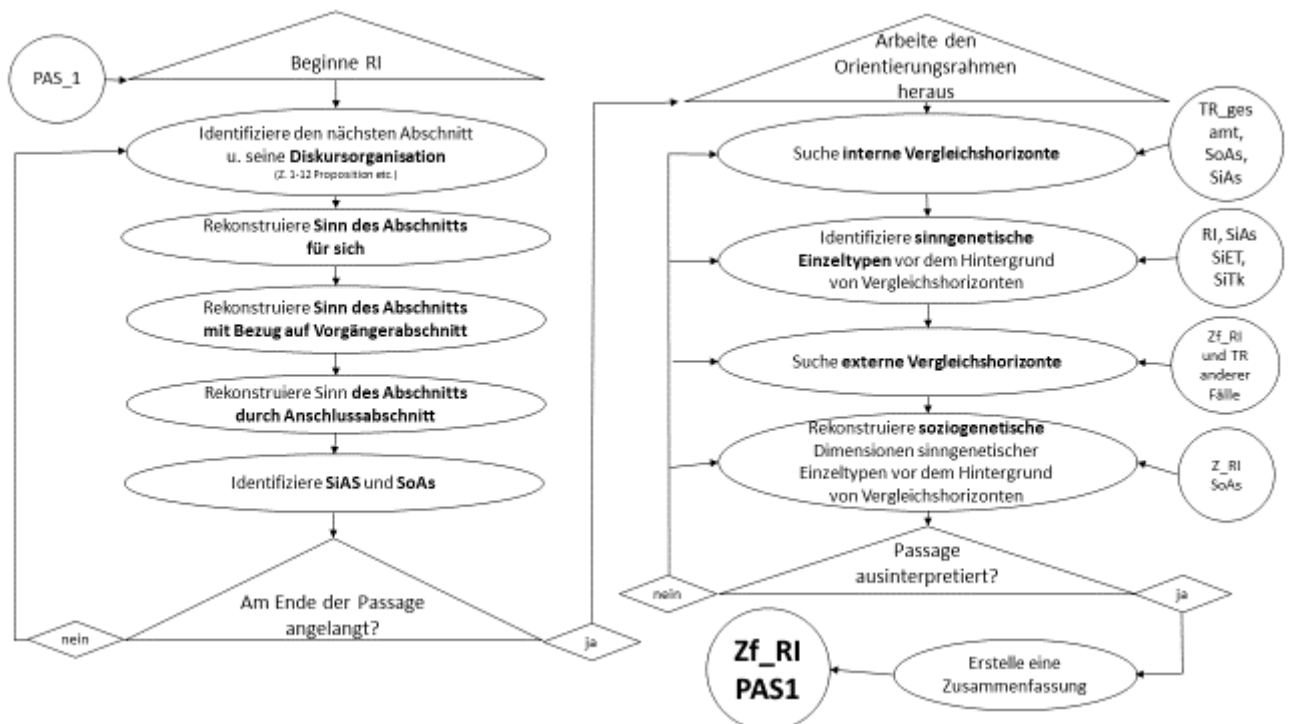 PAS_1
Beginne RI
Identifiziere den nächsten Abschnitt
u. seine Diskursorganisation
(Z. 1-12 Proposition etc.)
Rekonstruiere Sinn des Abschnitts
für sich
Rekonstruiere Sinn des Abschnitts
mit Bezug auf Vorgängerabschnitt
Rekonstruiere Sinn des Abschnitts
durch Anschlussabschnitt
Identifiziere SiAS und SoAs
Am Ende der Passage
angelangt?
nein
ja
Arbeite den
Orientierungsrahmen
heraus
Suche interne Vergleichshorizonte
TR_ges
amt,
SoAs,
SiAs
Identifiziere sinngenetische
Einzeltypen vor dem Hintergrund
von Vergleichshorizonten
RI, SiAs
SiET,
SiTk
Suche externe Vergleichshorizonte
Zf_RI
und TR
anderer
Fälle
Rekonstruiere soziogenetische
Dimensionen sinngenetischer
Einzeltypen vor dem Hintergrund
von Vergleichshorizonten
Z_RI
SoAs
Passage
ausinterpretiert?
nein
ja
Erstelle eine
Zusammenfassung
Zf_RI
PAS1